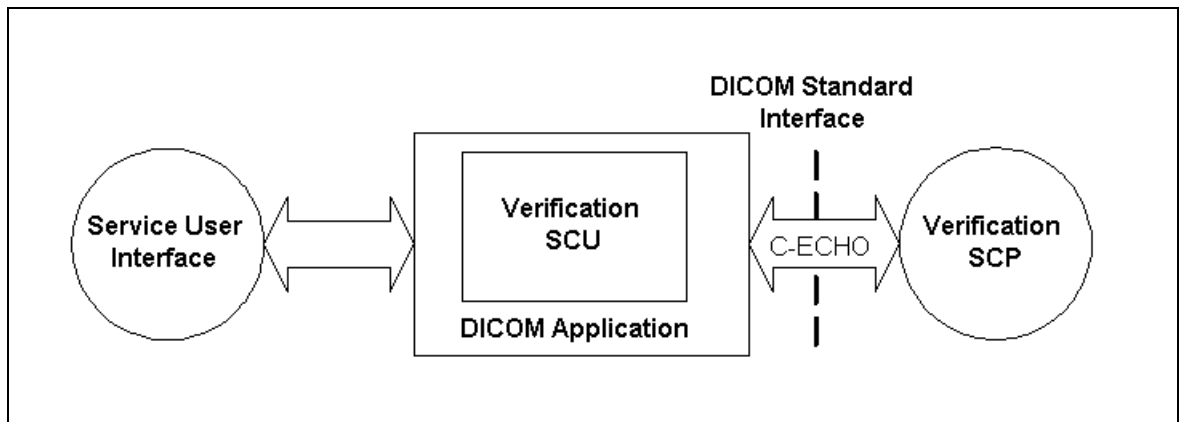 DICOM Standard
Interface
Service User
Interface
Verification
SCU
DICOM Application
C-ECHO
Verification
SCP